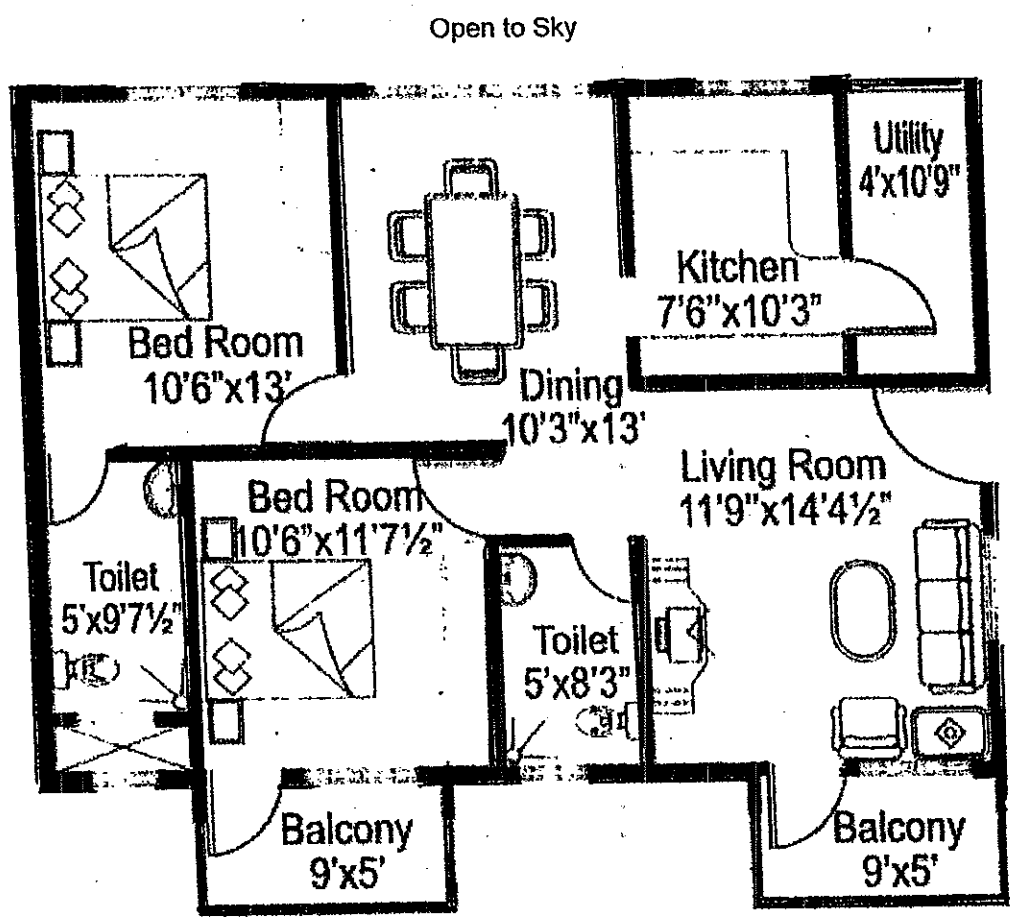 Open to Sky
Utility
4'x10'9"
Kitchen
7'6"x10'3"
Bed Room
10'6"x13'
Dining
10'3"x13'
Living Room
11'9"x14'4½"
Bed Room
10'6"x11'7½"
Toilet
5'x9'7½"
Toilet
5'x8'3"
Balcony
9'x5'
Balcony
9'x5'